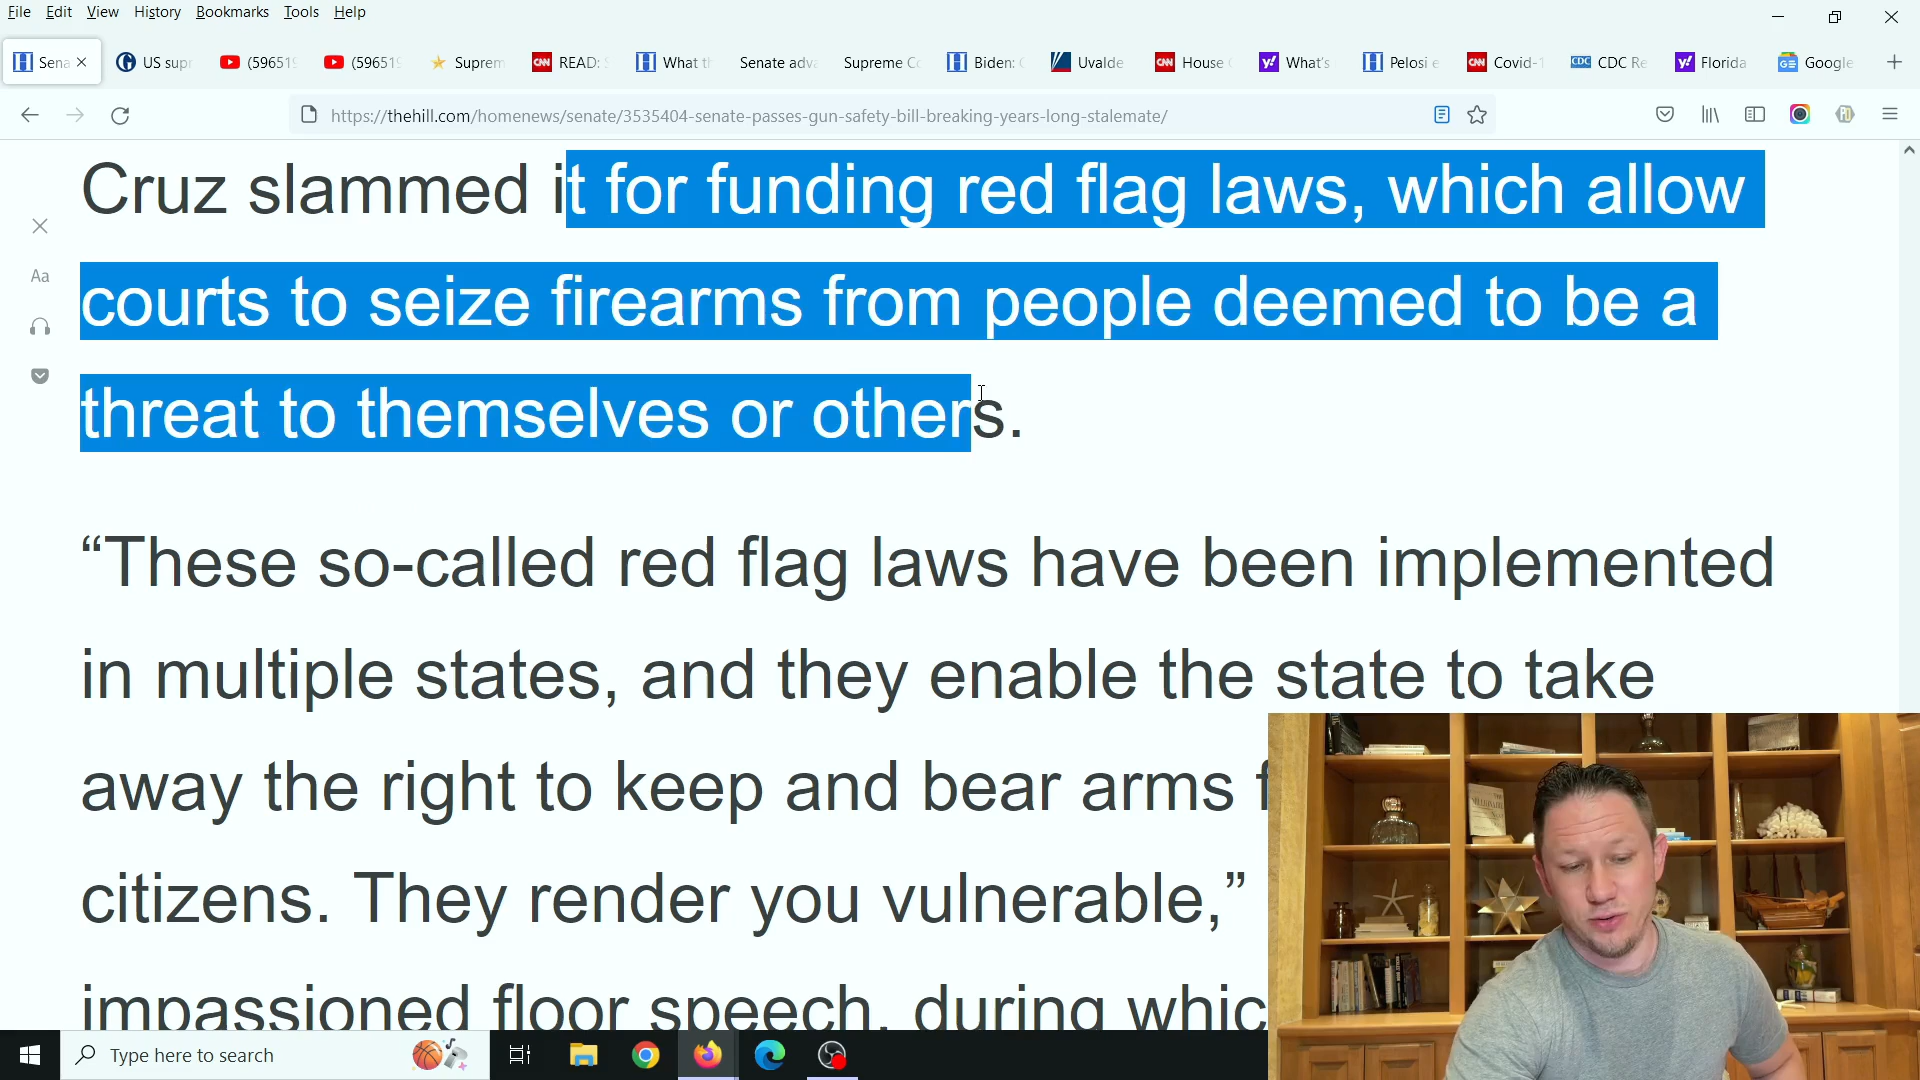 File Edit View History Bookmarks Tools Help
Sena US sup (59651 (59651 Suprem READ: What th Senate adva Supreme Co Biden: Uvalde House What's Pelosi e Covid-1 CDC Re Florida Google
https://thehill.com/homenews/senate/3535404-senate-passes-gun-safety-bill-breaking-years-long-stalemate/
Cruz slammed it for funding red flag laws, which allow
Aa
courts to seize firearms from people deemed to be a
threat to themselves or others.
“These so-called red flag laws have been implemented
in multiple states, and they enable the state to take
away the right to keep and bear arms f
citizens. They render you vulnerable,”
impassioned floor speech, during whic
Type here to search